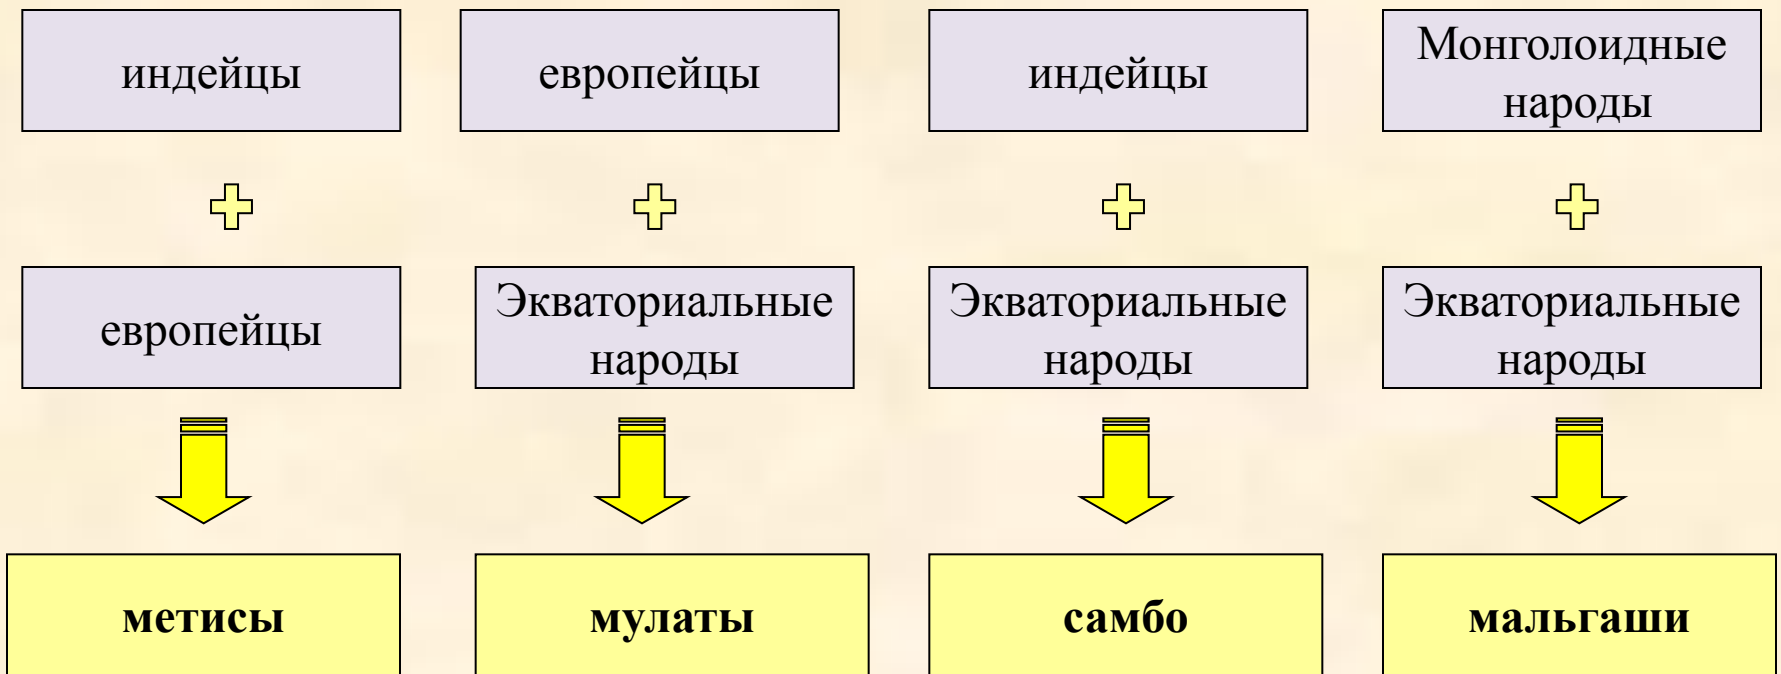 индейцы
европейцы
индейцы
Монголоидные
народы
европейцы
Экваториальные
народы
Экваториальные
народы
Экваториальные
народы
метисы
мулаты
самбо
мальгаши